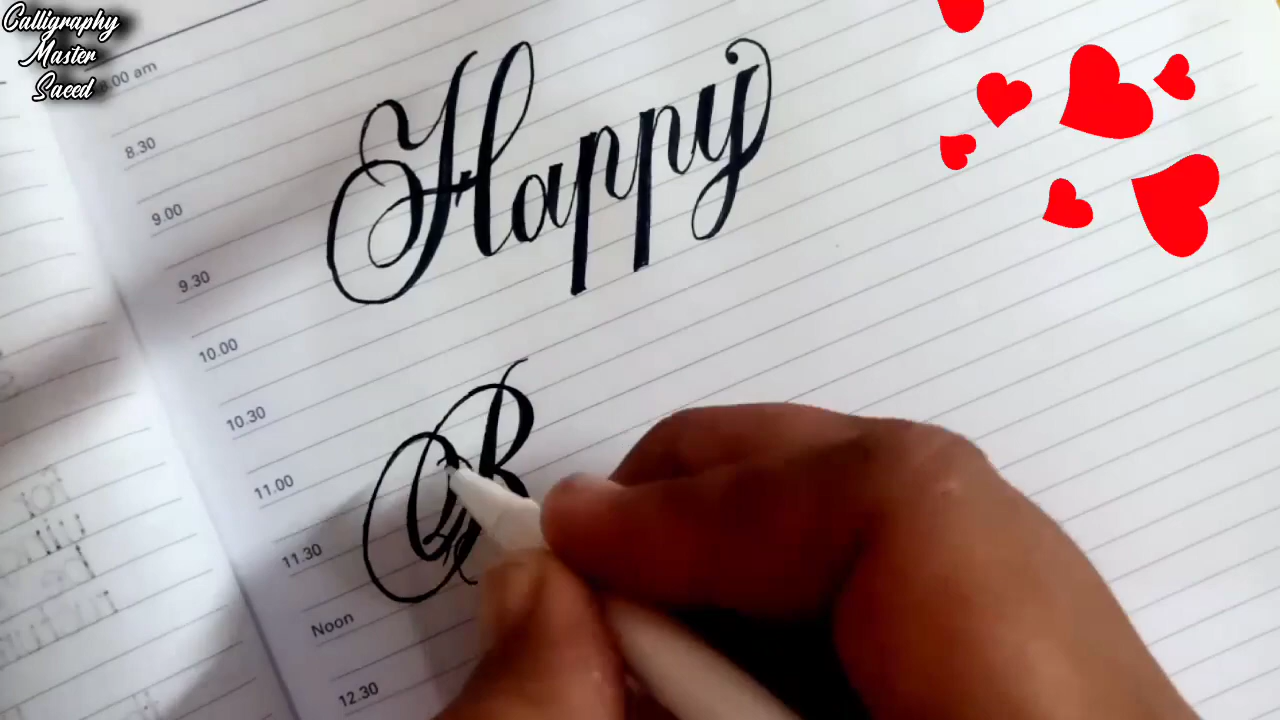 Calligraphy
Master
Saeed
8.00 am
8.30
9.00
9.30
10.00
10.30
11.00
11.30
Noon
12.30
Happy
B